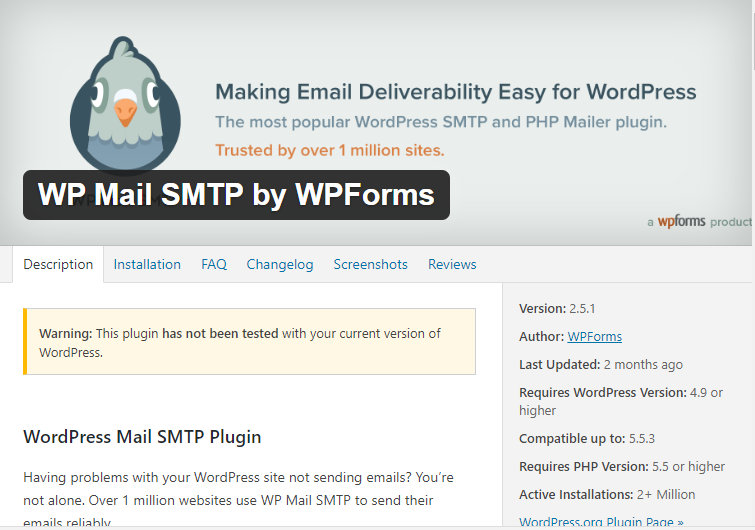 Making Email Deliverability Easy for WordPress
The most popular WordPress SMTP and PHP Mailer plugin.
Trusted by over 1 million sites.
WP Mail SMTP by WPForms
a wpforms product
Description Installation FAQ Changelog Screenshots Reviews
Warning: This plugin has not been tested with your current version of
WordPress.
WordPress Mail SMTP Plugin
Having problems with your WordPress site not sending emails? You're
not alone. Over 1 million websites use WP Mail SMTP to send their
emails reliably
Version: 2.5.1
Author: WPForms
Last Updated: 2 months ago
Requires WordPress Version: 4.9 or
higher
Compatible up to: 5.5.3
Requires PHP Version: 5.5 or higher
Active Installations: 2+ Million
WordPress.org Plugin Page »